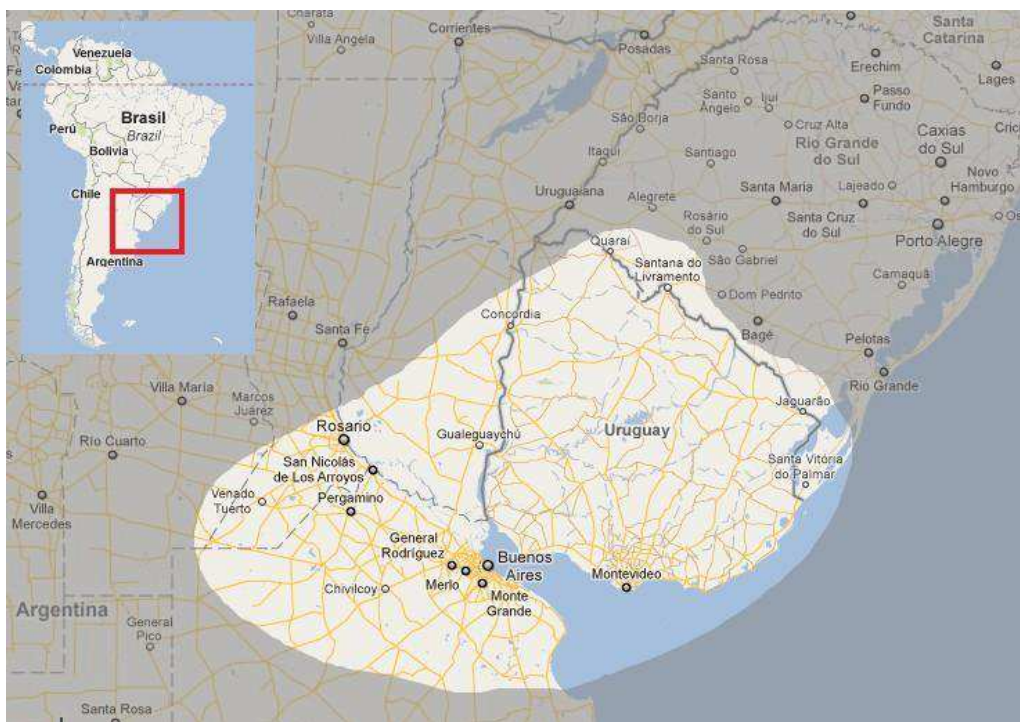 Venezuela
Colombia
Brasil
Brazil
Perú
Bolivia
Chile
Argentina
Charata
Villa Angela
Corrientes
Posadas
Santa Rosa
Erechim
Santa
Catarina
Lages
Santo
Ângelo
Ijuí
Passo
Fundo
São Borja
Cruz Alta
Rio Grande
do Sul
Caxias
do Sul
Itaqui
Santiago
Uruguaiana
Alegrete
Santa Maria
Lajeado
Novo
Hamburgo
Rosário
do Sul
Santa Cruz
do Sul
Porto Alegre
Quaraí
São Gabriel
Santana do
Livramento
Camaquã
Dom Pedrito
Rafaela
Santa Fe
Concordia
Bagé
Pelotas
Rio Grande
Villa María
Marcos
Juárez
Jaguarão
Rosario
Gualeguaychú
Uruguay
Río Cuarto
San Nicolás
de Los Arroyos
Santa Vitória
do Palmar
Venado
Tuerto
Pergamino
Villa
Mercedes
General
Rodríguez
Buenos
Aires
Merlo
Montevideo
Chivilcoy
Monte
Grande
Argentina
General
Pico
Santa Rosa